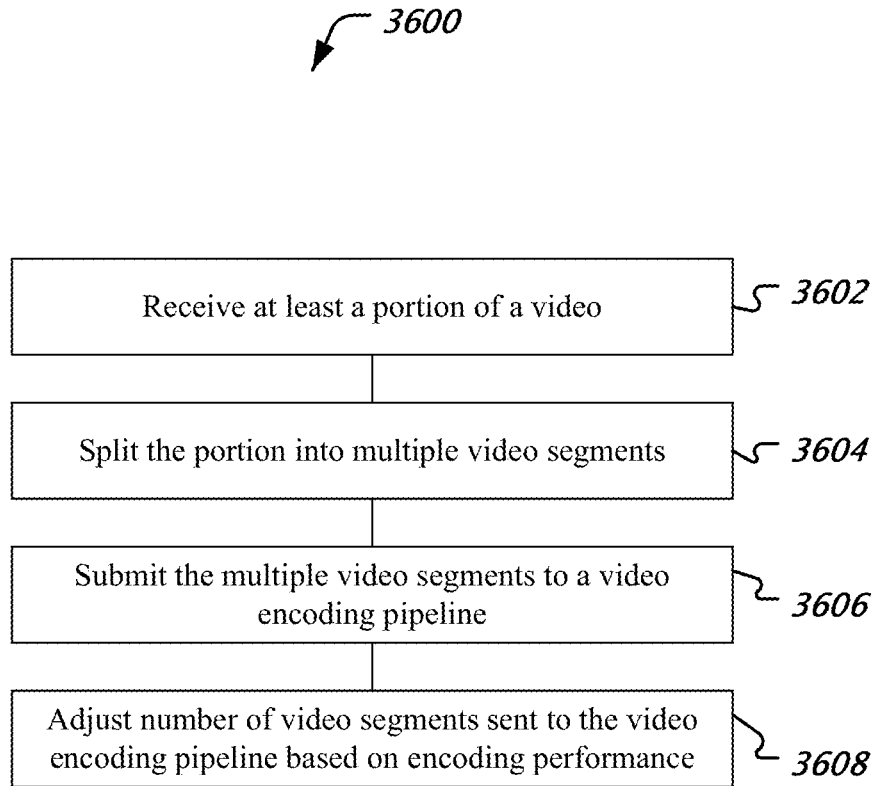 3600
Receive at least a portion of a video
3602
Split the portion into multiple video segments
3604
Submit the multiple video segments to a video
encoding pipeline
3606
Adjust number of video segments sent to the video
encoding pipeline based on encoding performance
3608